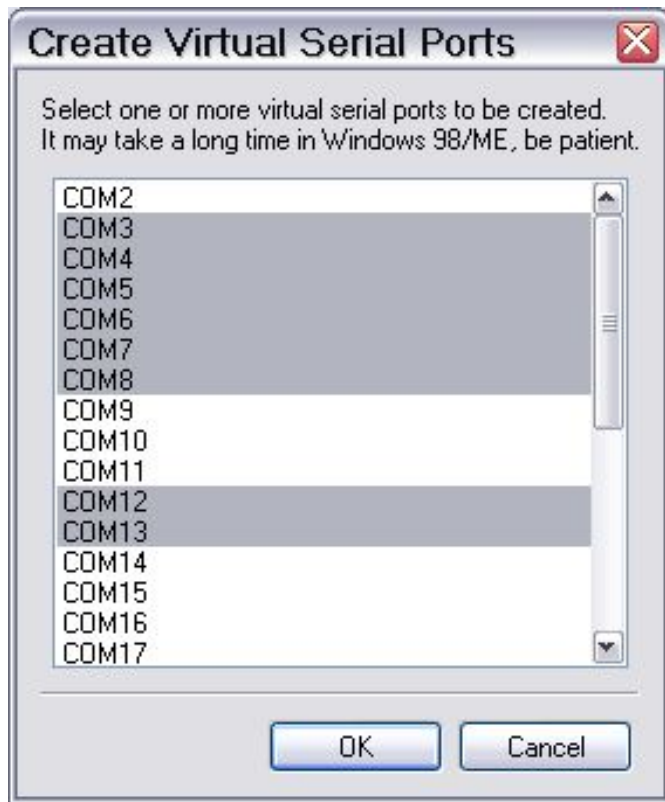 Create Virtual Serial Ports
Select one or more virtual serial ports to be created.
It may take a long time in Windows 98/ME, be patient.
COM2
COM3
COM4
COM5
COM6
COM7
COM8
COM9
COM10
COM11
COM12
COM13
COM14
COM15
COM16
COM17
OK Cancel